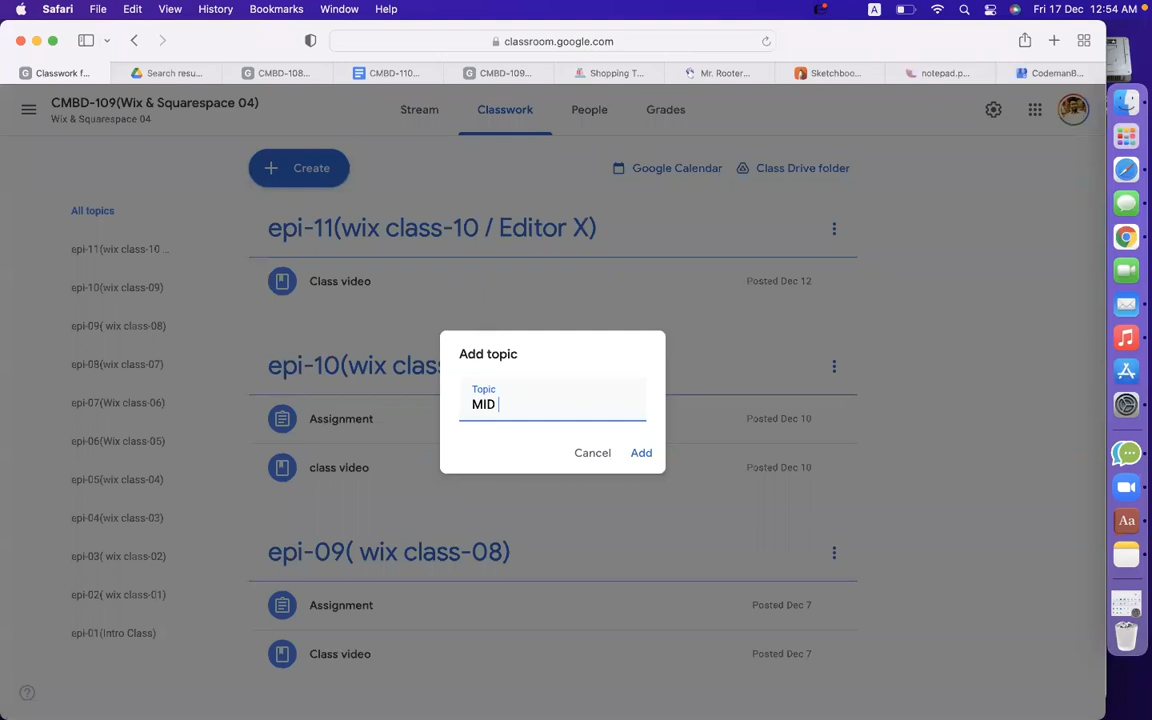 Safari File Edit View History Bookmarks Window Help
A
Fri 17 Dec 12:54 AM
classroom.google.com
Classwork f...
Search resu...
CMBD-108...
CMBD-110...
CMBD-109...
Shopping T...
Mr. Rooter...
Sketchboo...
notepad.p...
CodemanB...
CMBD-109(Wix & Squarespace 04)
Wix & Squarespace 04
Stream
Classwork
People
Grades
Create
Google Calendar
Class Drive folder
All topics
epi-11(wix class-10 ...
epi-10(wix class-09)
epi-09( wix class-08)
epi-08(wix class-07)
epi-07(Wix class-06)
epi-06(Wix class-05)
epi-05(wix class-04)
epi-04(wix class-03)
epi-03( wix class-02)
epi-02( wix class-01)
epi-01(Intro Class)
epi-11(wix class-10 / Editor X)
Class video
Posted Dec 12
epi-10(wix clas
Assignment
Posted Dec 10
class video
Posted Dec 10
epi-09( wix class-08)
Assignment
Posted Dec 7
Class video
Posted Dec 7
Add topic
Topic
MID
Cancel
Add
Aa